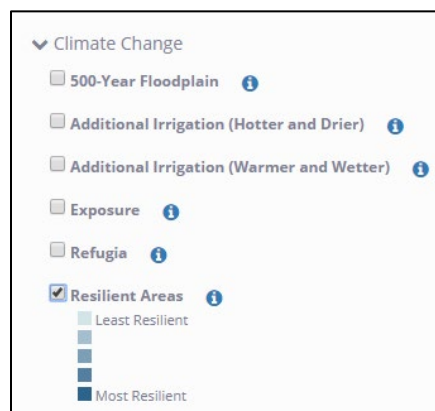 Climate Change
500-Year Floodplain
Additional Irrigation (Hotter and Drier)
Additional Irrigation (Warmer and Wetter)
Exposure
Refugia
Resilient Areas
Least Resilient
Most Resilient